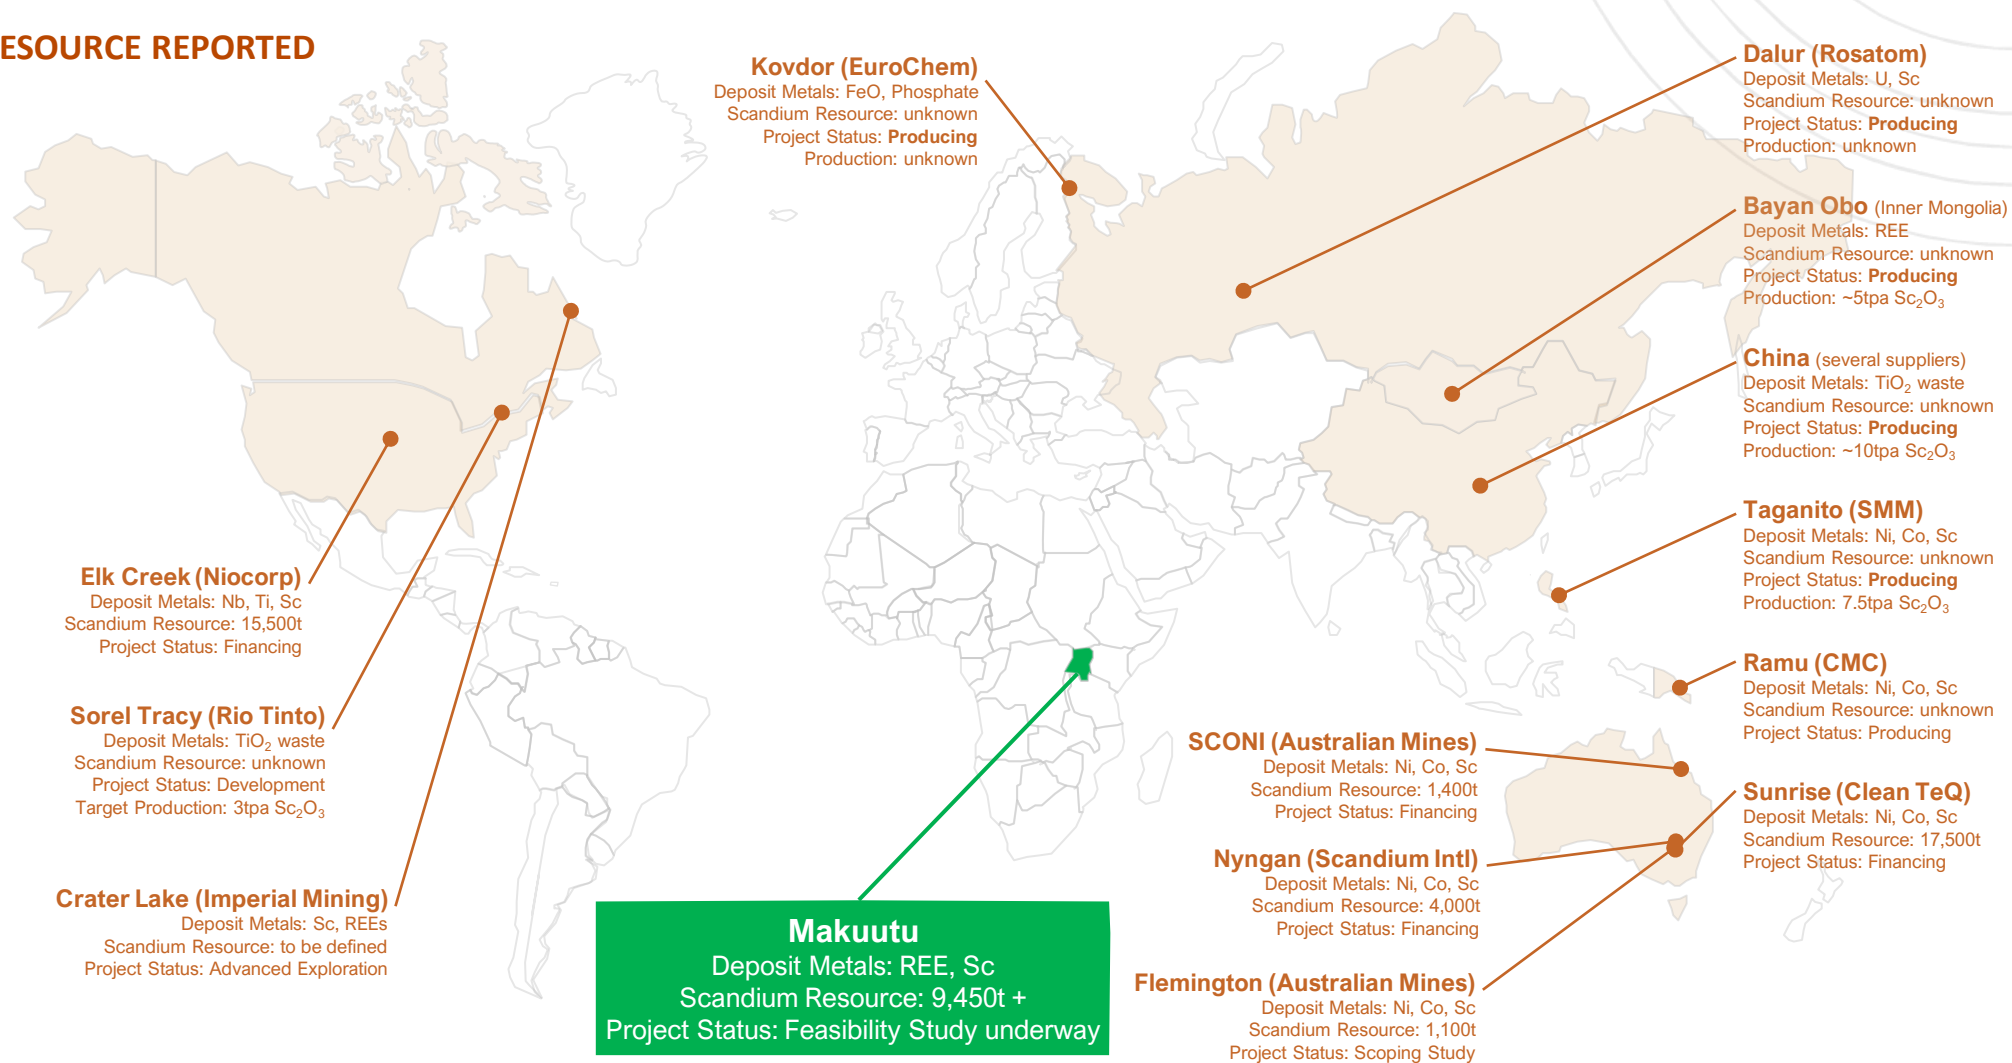 ESOURCE REPORTED
Kovdor (EuroChem)
Deposit Metals: FeO, Phosphate
Scandium Resource: unknown
Project Status: Producing
Production: unknown
Dalur (Rosatom)
Deposit Metals: U, Sc
Scandium Resource: unknown
Project Status: Producing
Production: unknown
Bayan Obo (Inner Mongolia)
Deposit Metals: REE
Scandium Resource: unknown
Project Status: Producing
Production: ~5tpa Sc₂O₃
China (several suppliers)
Deposit Metals: TiO₂ waste
Scandium Resource: unknown
Project Status: Producing
Production: ~10tpa Sc₂O₃
Taganito (SMM)
Deposit Metals: Ni, Co, Sc
Scandium Resource: unknown
Project Status: Producing
Production: 7.5tpa Sc₂O₃
Ramu (CMC)
Deposit Metals: Ni, Co, Sc
Scandium Resource: unknown
Project Status: Producing
Sunrise (Clean TeQ)
Deposit Metals: Ni, Co, Sc
Scandium Resource: 17,500t
Project Status: Financing
Elk Creek (Niocorp)
Deposit Metals: Nb, Ti, Sc
Scandium Resource: 15,500t
Project Status: Financing
Sorel Tracy (Rio Tinto)
Deposit Metals: TiO₂ waste
Scandium Resource: unknown
Project Status: Development
Target Production: 3tpa Sc₂O₃
Crater Lake (Imperial Mining)
Deposit Metals: Sc, REEs
Scandium Resource: to be defined
Project Status: Advanced Exploration
Makuutu
Deposit Metals: REE, Sc
Scandium Resource: 9,450t +
Project Status: Feasibility Study underway
SCONI (Australian Mines)
Deposit Metals: Ni, Co, Sc
Scandium Resource: 1,400t
Project Status: Financing
Nyngan (Scandium Intl)
Deposit Metals: Ni, Co, Sc
Scandium Resource: 4,000t
Project Status: Financing
Flemington (Australian Mines)
Deposit Metals: Ni, Co, Sc
Scandium Resource: 1,100t
Project Status: Scoping Study